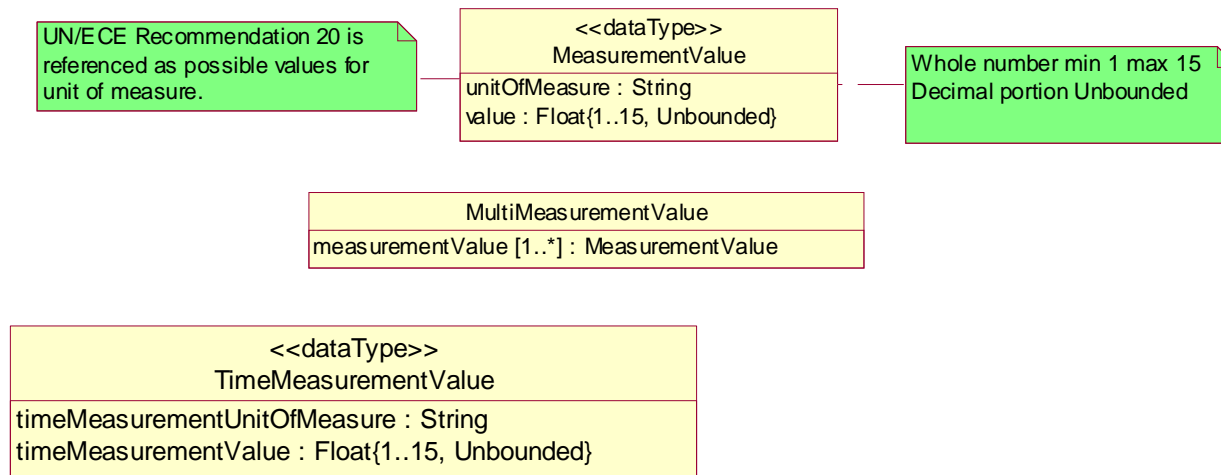 UN/ECE Recommendation 20 is
referenced as possible values for
unit of measure.
<<dataType>>
MeasurementValue
unitOfMeasure : String
value : Float{1..15, Unbounded}
Whole number min 1 max 15
Decimal portion Unbounded
MultiMeasurementValue
measurementValue [1..*] : MeasurementValue
<<dataType>>
TimeMeasurementValue
timeMeasurementUnitOfMeasure : String
timeMeasurementValue : Float{1..15, Unbounded}